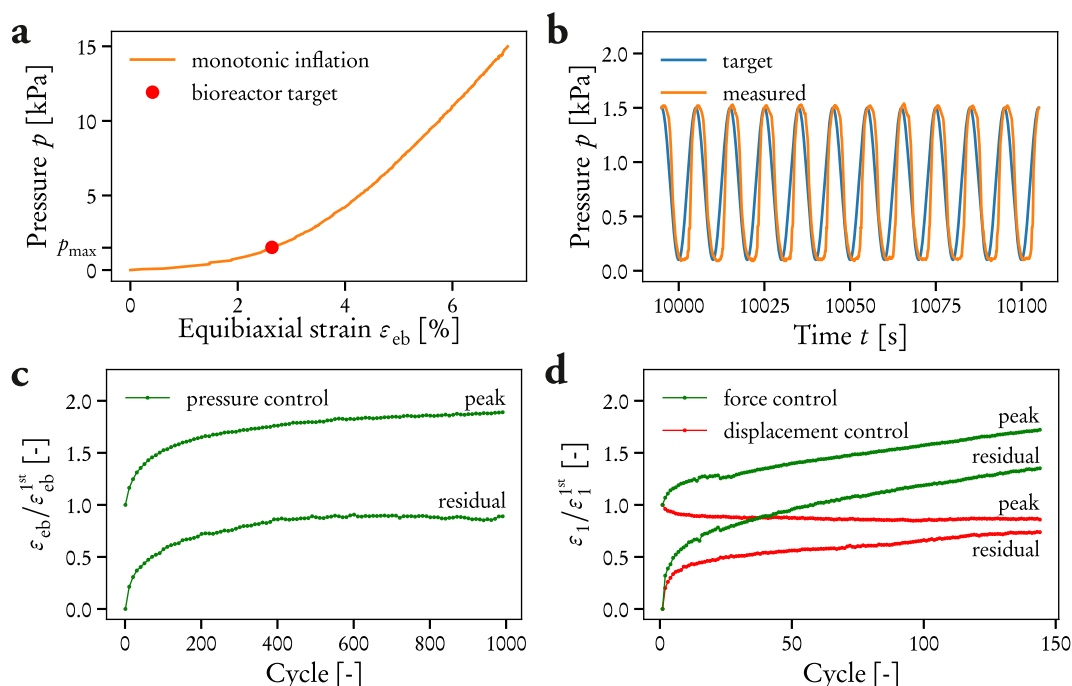 a
15
10
5
p_max
0
Pressure p [kPa]
monotonic inflation
bioreactor target
0 2 4 6
Equibiaxial strain ε_eb [%]
b
2.0
1.5
1.0
0.5
0.0
Pressure p [kPa]
target
measured
10000 10025 10050 10075 10100
Time t [s]
c
2.0
1.5
1.0
0.5
0.0
ε_eb/ε_eb^1st [-]
pressure control
peak
residual
0 200 400 600 800 1000
Cycle [-]
d
2.0
1.5
1.0
0.5
0.0
ε_1/ε_1^1st [-]
force control
displacement control
peak
residual
peak
residual
0 50 100 150
Cycle [-]